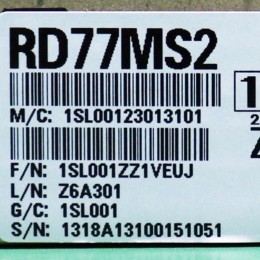 RD77MS2
M/C: 1SL00123013101
F/N: 1SL001ZZ1VEUJ
L/N: Z6A301
G/C: 1SL001
S/N: 1318A13100151051